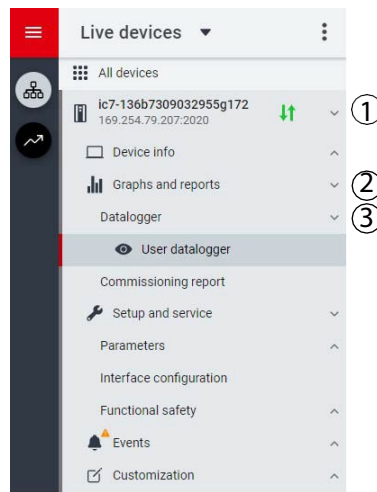 Live devices
All devices
ic7-136b7309032955g172
169.254.79.207:2020
1
Device info
Graphs and reports
2
Datalogger
3
User datalogger
Commissioning report
Setup and service
Parameters
Interface configuration
Functional safety
Events
Customization